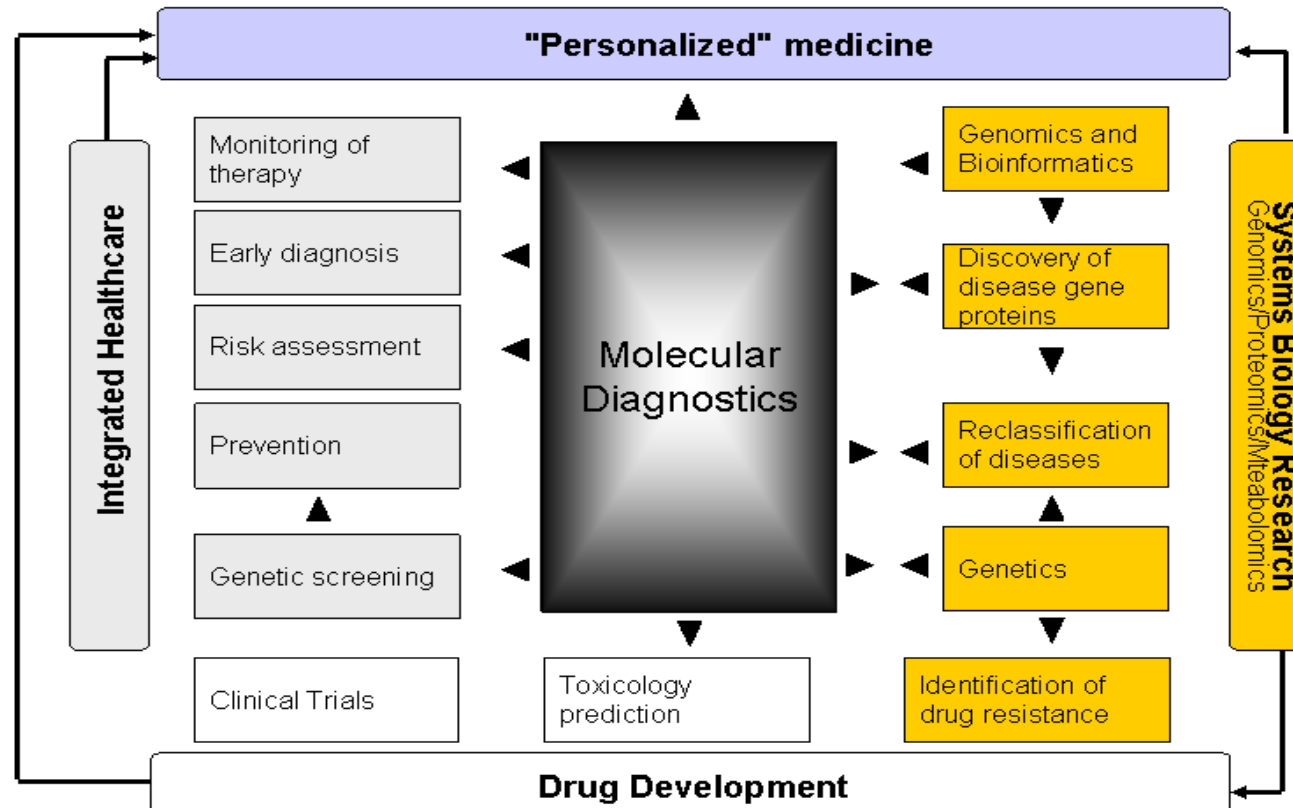 "Personalized" medicine
Integrated Healthcare
Monitoring of
therapy
Early diagnosis
Risk assessment
Prevention
Genetic screening
Clinical Trials
Molecular
Diagnostics
Toxicology
prediction
Genomics and
Bioinformatics
Discovery of
disease gene
proteins
Reclassification
of diseases
Genetics
Identification of
drug resistance
Systems Biology Research
Genomics/Proteomics/Mteabolomics
Drug Development